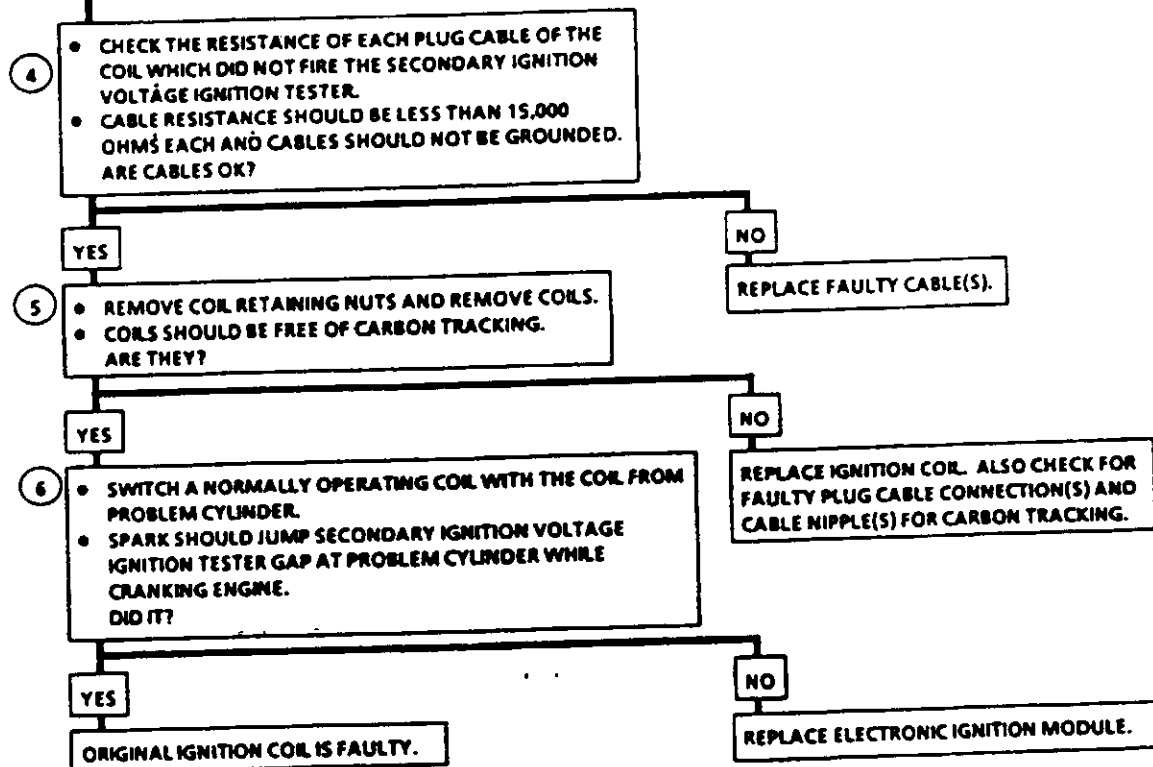 4
• CHECK THE RESISTANCE OF EACH PLUG CABLE OF THE
COIL WHICH DID NOT FIRE THE SECONDARY IGNITION
VOLTAGE IGNITION TESTER.
• CABLE RESISTANCE SHOULD BE LESS THAN 15,000
OHMS EACH AND CABLES SHOULD NOT BE GROUNDED.
ARE CABLES OK?
YES
NO
REPLACE FAULTY CABLE(S).
5
• REMOVE COIL RETAINING NUTS AND REMOVE COILS.
• COILS SHOULD BE FREE OF CARBON TRACKING.
ARE THEY?
YES
NO
REPLACE IGNITION COIL. ALSO CHECK FOR
FAULTY PLUG CABLE CONNECTION(S) AND
CABLE NIPPLE(S) FOR CARBON TRACKING.
6
• SWITCH A NORMALLY OPERATING COIL WITH THE COIL FROM
PROBLEM CYLINDER.
• SPARK SHOULD JUMP SECONDARY IGNITION VOLTAGE
IGNITION TESTER GAP AT PROBLEM CYLINDER WHILE
CRANKING ENGINE.
DID IT?
YES
NO
ORIGINAL IGNITION COIL IS FAULTY.
REPLACE ELECTRONIC IGNITION MODULE.